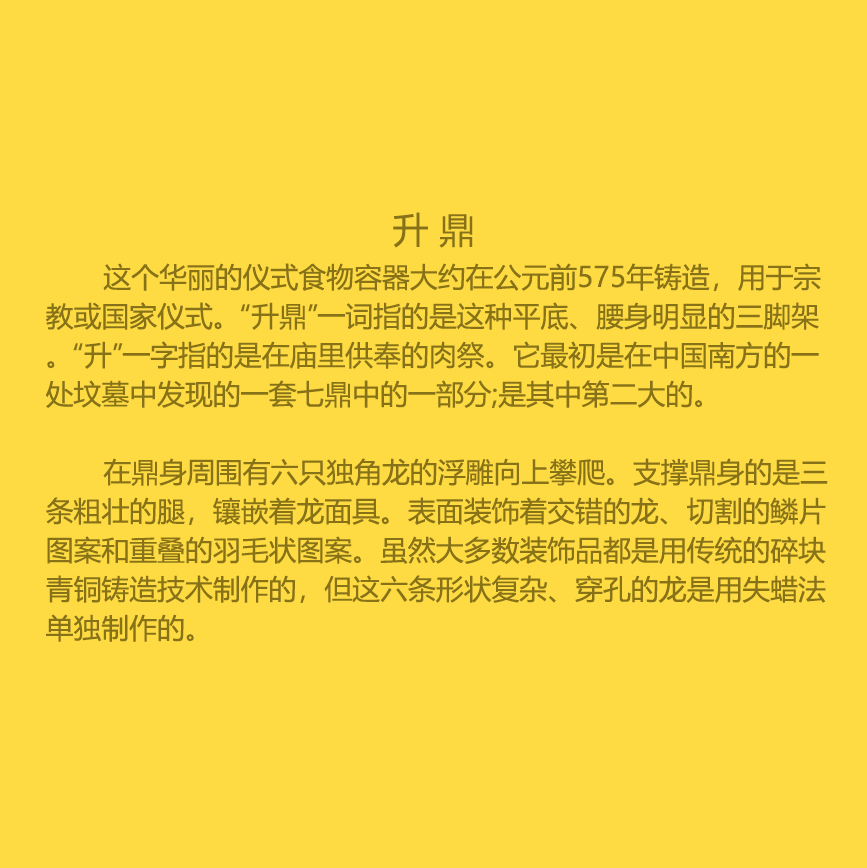 升 鼎
这个华丽的仪式食物容器大约在公元前575年铸造，用于宗
教或国家仪式。“升鼎”一词指的是这种平底、腰身明显的三脚架
。“升”一字指的是在庙里供奉的肉祭。它最初是在中国南方的一
处坟墓中发现的一套七鼎中的一部分;是其中第二大的。
在鼎身周围有六只独角龙的浮雕向上攀爬。支撑鼎身的是三
条粗壮的腿，镶嵌着龙面具。表面装饰着交错的龙、切割的鳞片
图案和重叠的羽毛状图案。虽然大多数装饰品都是用传统的碎块
青铜铸造技术制作的，但这六条形状复杂、穿孔的龙是用失蜡法
单独制作的。